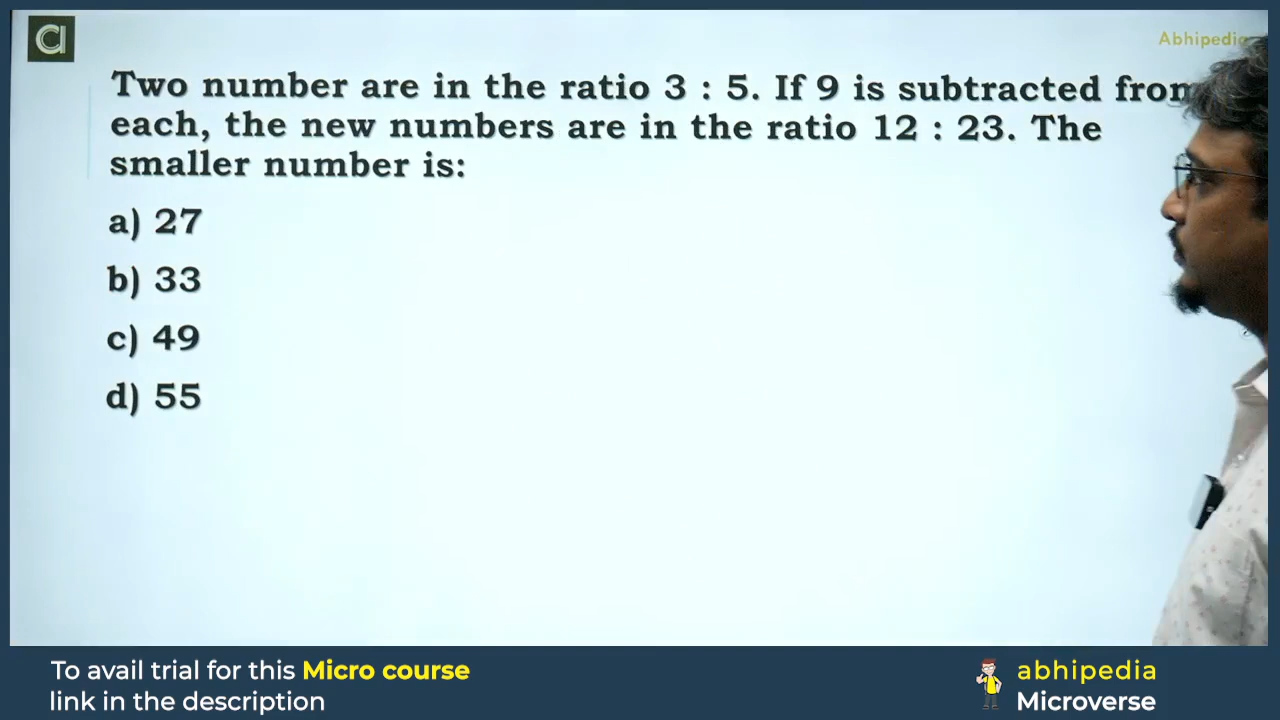 Abhipedia
Two number are in the ratio 3 : 5. If 9 is subtracted from
each, the new numbers are in the ratio 12 : 23. The
smaller number is:
a) 27
b) 33
c) 49
d) 55
To avail trial for this Micro course
link in the description
abhipedia
Microverse